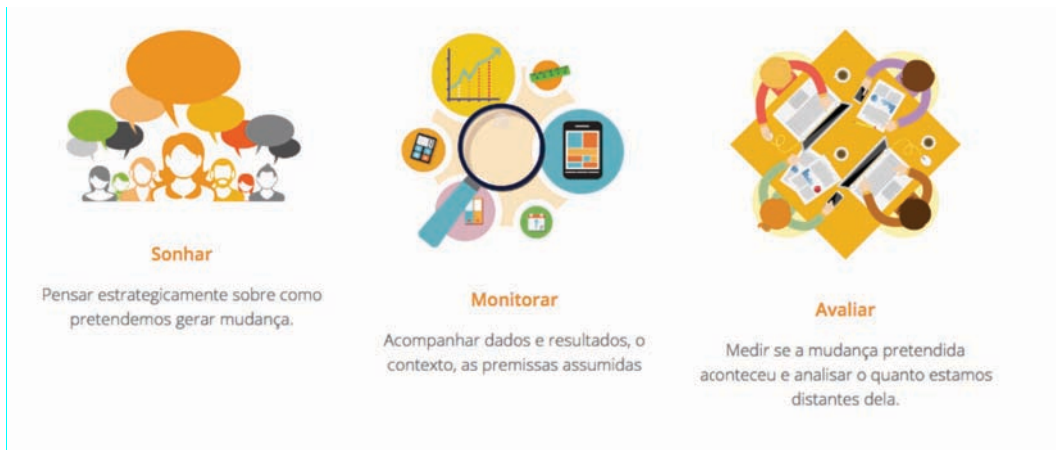 Sonhar
Pensar estrategicamente sobre como
pretendemos gerar mudança.
Monitorar
Acompanhar dados e resultados, o
contexto, as premissas assumidas
Avaliar
Medir se a mudança pretendida
aconteceu e analisar o quanto estamos
distantes dela.